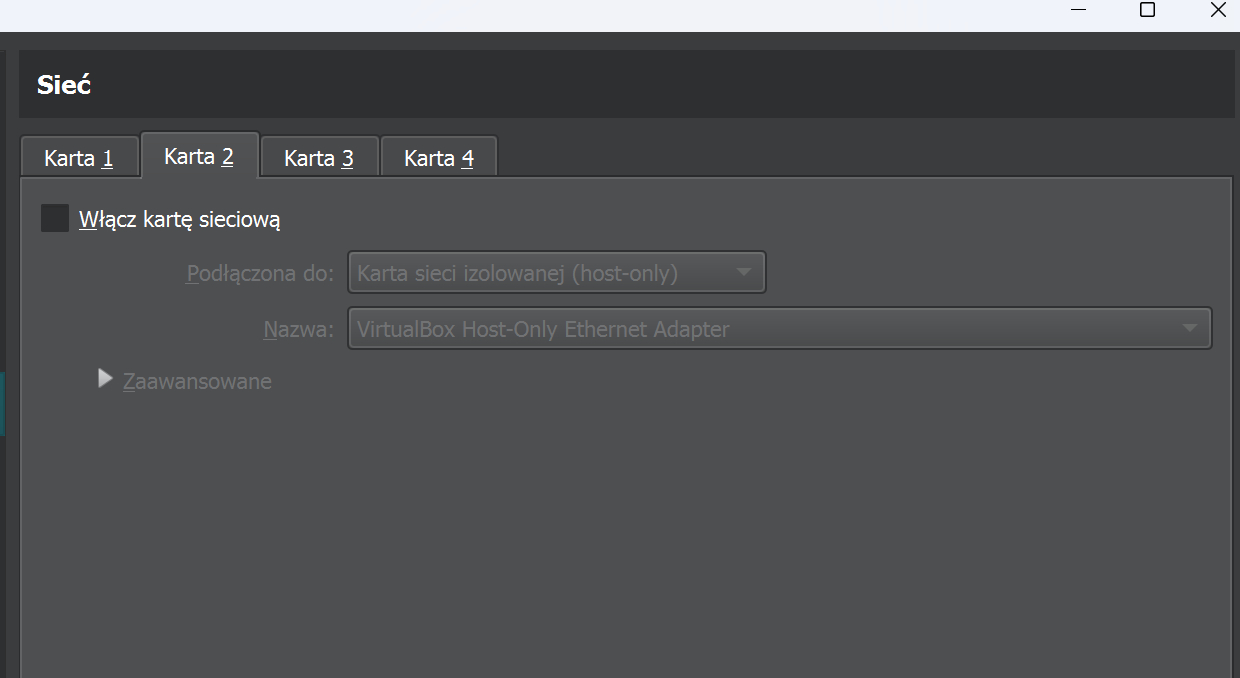 Sieć
Karta 1 Karta 2 Karta 3 Karta 4
Włącz kartę sieciową
Podłączona do: Karta sieci izolowanej (host-only)
Nazwa: VirtualBox Host-Only Ethernet Adapter
Zaawansowane